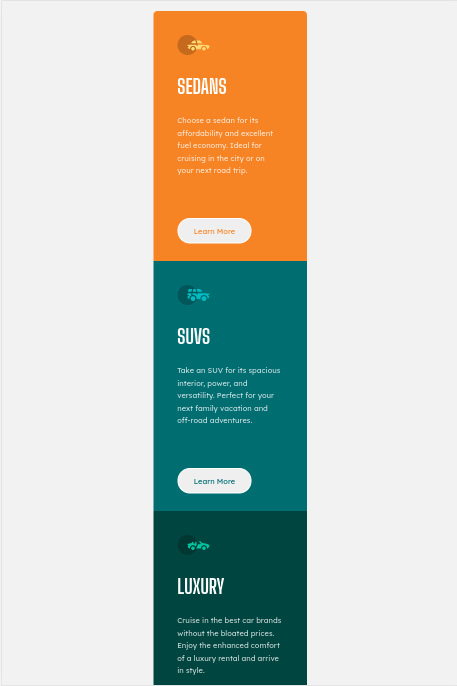 SEDANS
Choose a sedan for its
affordability and excellent
fuel economy. Ideal for
cruising in the city or on
your next road trip.
Learn More
SUVS
Take an SUV for its spacious
interior, power, and
versatility. Perfect for your
next family vacation and
off-road adventures.
Learn More
LUXURY
Cruise in the best car brands
without the bloated prices.
Enjoy the enhanced comfort
of a luxury rental and arrive
in style.